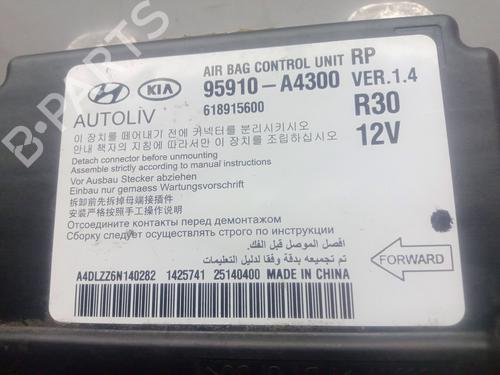 B-PARTS
HYUNDAI KIA
AIR BAG CONTROL UNIT RP
95910-A4300 VER.1.4
AUTOLIV 618915600 R30
12V
이 장치를 떼어내기 전에 커넥터를 분리시키시오
안내 책자의 지침에 따라서만 이 장치를 조립하십시오
Detach connector before unmounting
Assemble strictly according to manual instructions
Vor Ausbau Stecker abziehen
Einbau nur gemaess Wartungsvorschrift
拆卸前先拆掉母端接插件
安装严格按照手工操作说明
Отсоедините контакты перед демонтажом
Сборку следует осуществлять строго по инструкции
افصل الموصل قبل الفك.
تم تجميعه بدقة وفقا لدليل التعليمات
FORWARD
A4DLZZ6N140282 1425741 25140400 MADE IN CHINA